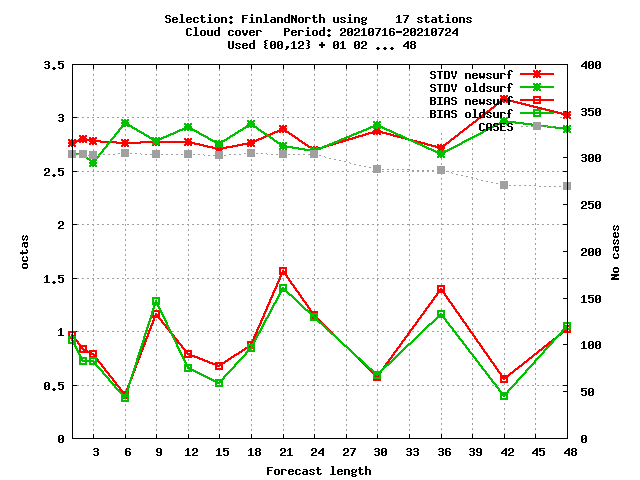 Selection: FinlandNorth using    17 stations
Cloud cover   Period: 20210716-20210724
Used {00,12} + 01 02 ... 48
STDV newsurf
STDV oldsurf
BIAS newsurf
BIAS oldsurf
CASES
3.5
3
2.5
2
1.5
1
0.5
0
octas
400
350
300
250
200
150
100
50
0
No cases
3 6 9 12 15 18 21 24 27 30 33 36 39 42 45 48
Forecast length